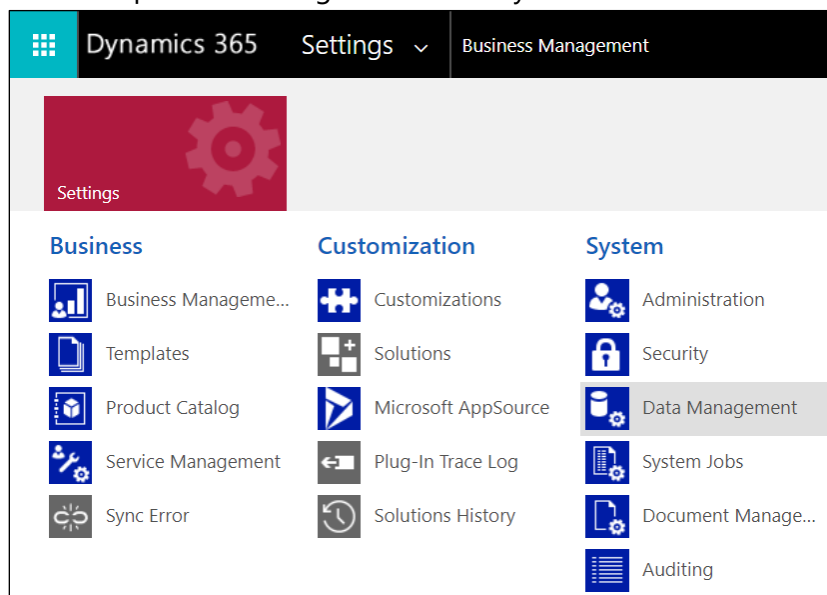 Dynamics 365 Settings Business Management
Settings
Business
Business Manageme...
Templates
Product Catalog
Service Management
Sync Error
Customization
Customizations
Solutions
Microsoft AppSource
Plug-In Trace Log
Solutions History
System
Administration
Security
Data Management
System Jobs
Document Manage...
Auditing